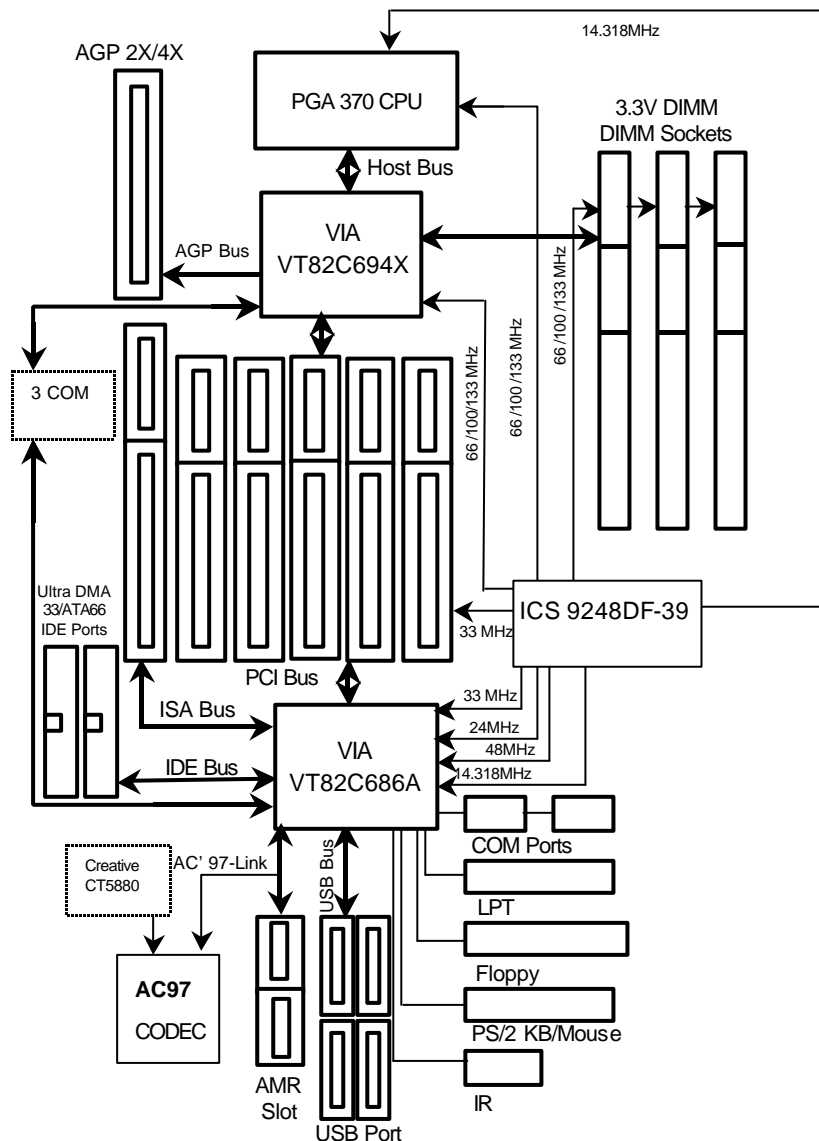 14.318MHz
AGP 2X/4X
PGA 370 CPU
3.3V DIMM
DIMM Sockets
Host Bus
VIA
VT82C694X
AGP Bus
66 /100/133 MHz
66 /100 /133 MHz
66 /100 /133 MHz
3 COM
Ultra DMA
33/ATA66
IDE Ports
ICS 9248DF-39
33 MHz
PCI Bus
ISA Bus
33 MHz
24MHz
48MHz
14.318MHz
VIA
VT82C686A
IDE Bus
COM Ports
AC' 97-Link
USB Bus
Creative
CT5880
LPT
Floppy
AC97
CODEC
PS/2 KB/Mouse
AMR
Slot
IR
USB Port